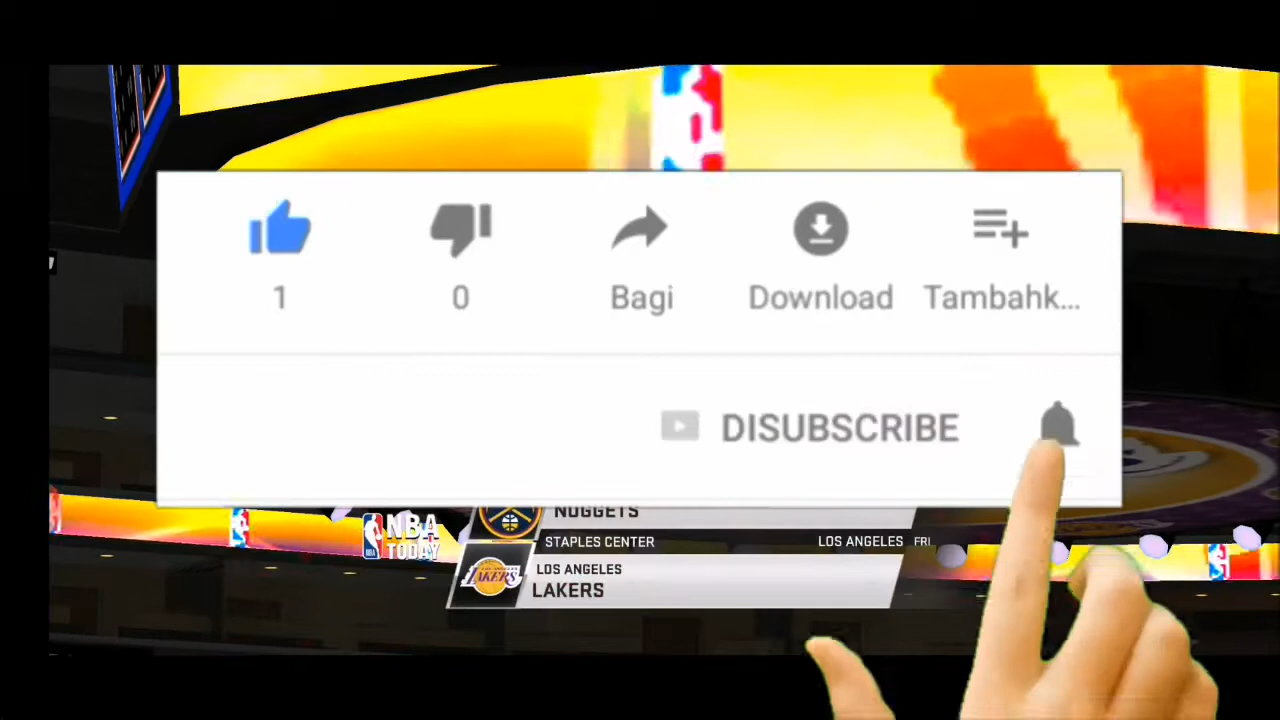 1
0
Bagi
Download
Tambahk...
DISUBSCRIBE
NUGGETS
NBA
TODAY
STAPLES CENTER
LOS ANGELES
FRI
LOS ANGELES
LAKERS
LAKERS